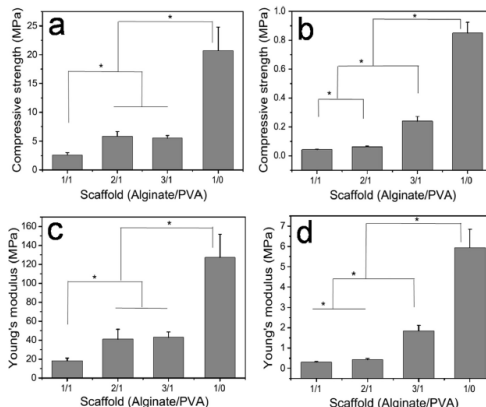 a
*
*
Compressive strength (MPa)
25
20
15
10
5
0
1/1 2/1 3/1 1/0
Scaffold (Alginate/PVA)
b
*
*
*
Compressive strength (MPa)
1.0
0.8
0.6
0.4
0.2
0.0
1/1 2/1 3/1 1/0
Scaffold (Alginate/PVA)
c
*
*
Young's modulus (MPa)
160
140
120
100
80
60
40
20
0
1/1 2/1 3/1 1/0
Scaffold (Alginate/PVA)
d
*
*
*
Young's modulus (MPa)
7
6
5
4
3
2
1
0
1/1 2/1 3/1 1/0
Scaffold (Alginate/PVA)